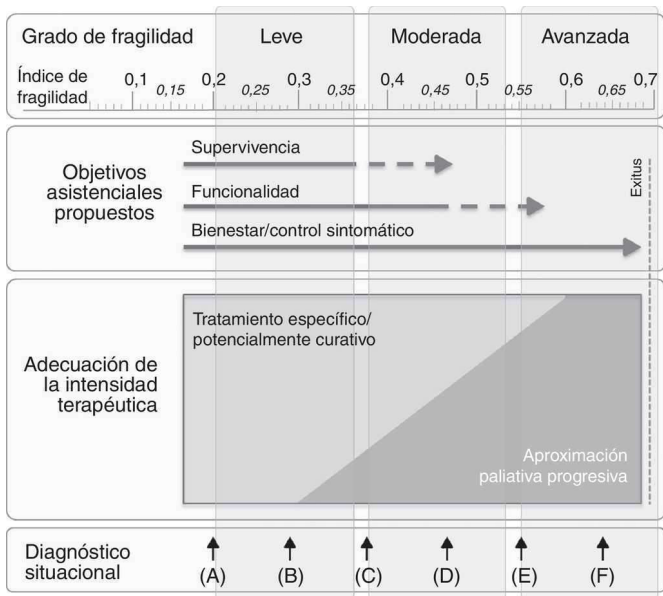 Grado de fragilidad Leve Moderada Avanzada
Índice de
fragilidad
0,1 0,15 0,2 0,25 0,3 0,35 0,4 0,45 0,5 0,55 0,6 0,65 0,7
Objetivos
asistenciales
propuestos
Supervivencia
Funcionalidad
Bienestar/control sintomático
Exitus
Adecuación de
la intensidad
terapéutica
Tratamiento específico/
potencialmente curativo
Aproximación
paliativa progresiva
Diagnóstico
situacional
(A) (B) (C) (D) (E) (F)